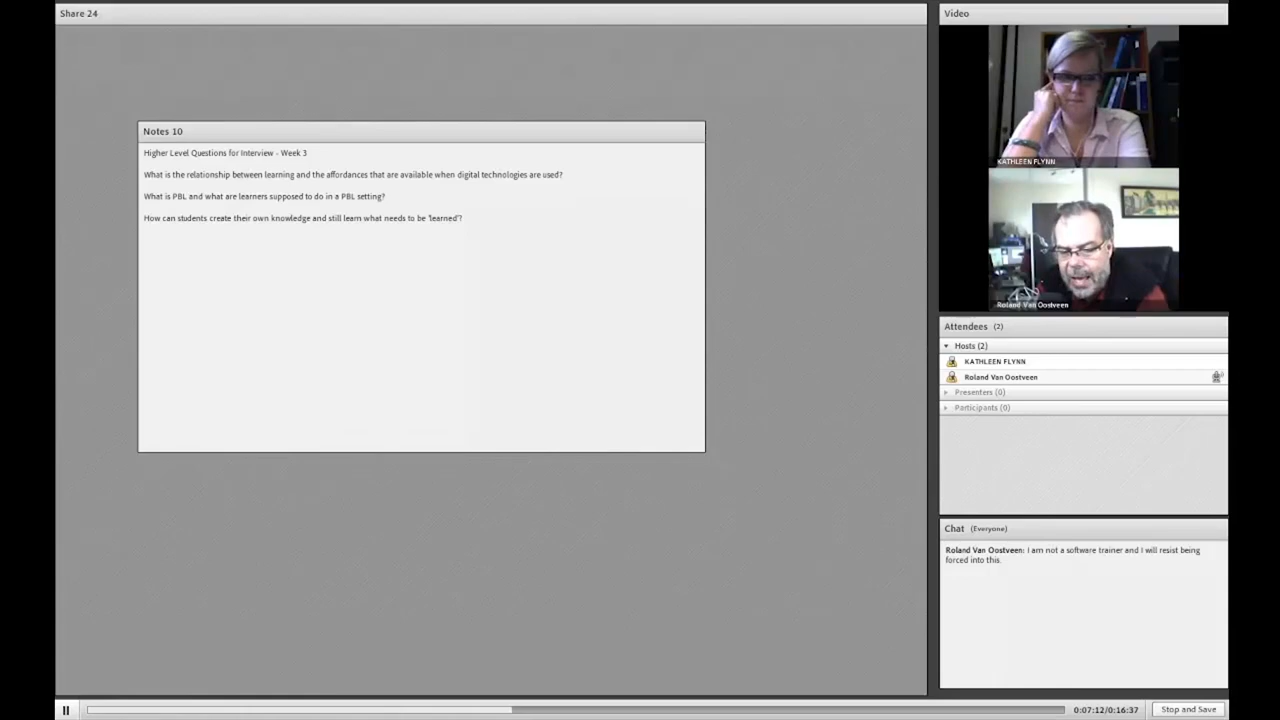 Share 24
Notes 10
Higher Level Questions for Interview - Week 3
What is the relationship between learning and the affordances that are available when digital technologies are used?
What is PBL and what are learners supposed to do in a PBL setting?
How can students create their own knowledge and still learn what needs to be 'learned'?
Video
KATHLEEN FLYNN
Roland Van Oostveen
Attendees (2)
Hosts (2)
KATHLEEN FLYNN
Roland Van Oostveen
Presenters (0)
Participants (0)
Chat (Everyone)
Roland Van Oostveen: I am not a software trainer and I will resist being
forced into this.
0:07:12/0:16:37
Stop and Save